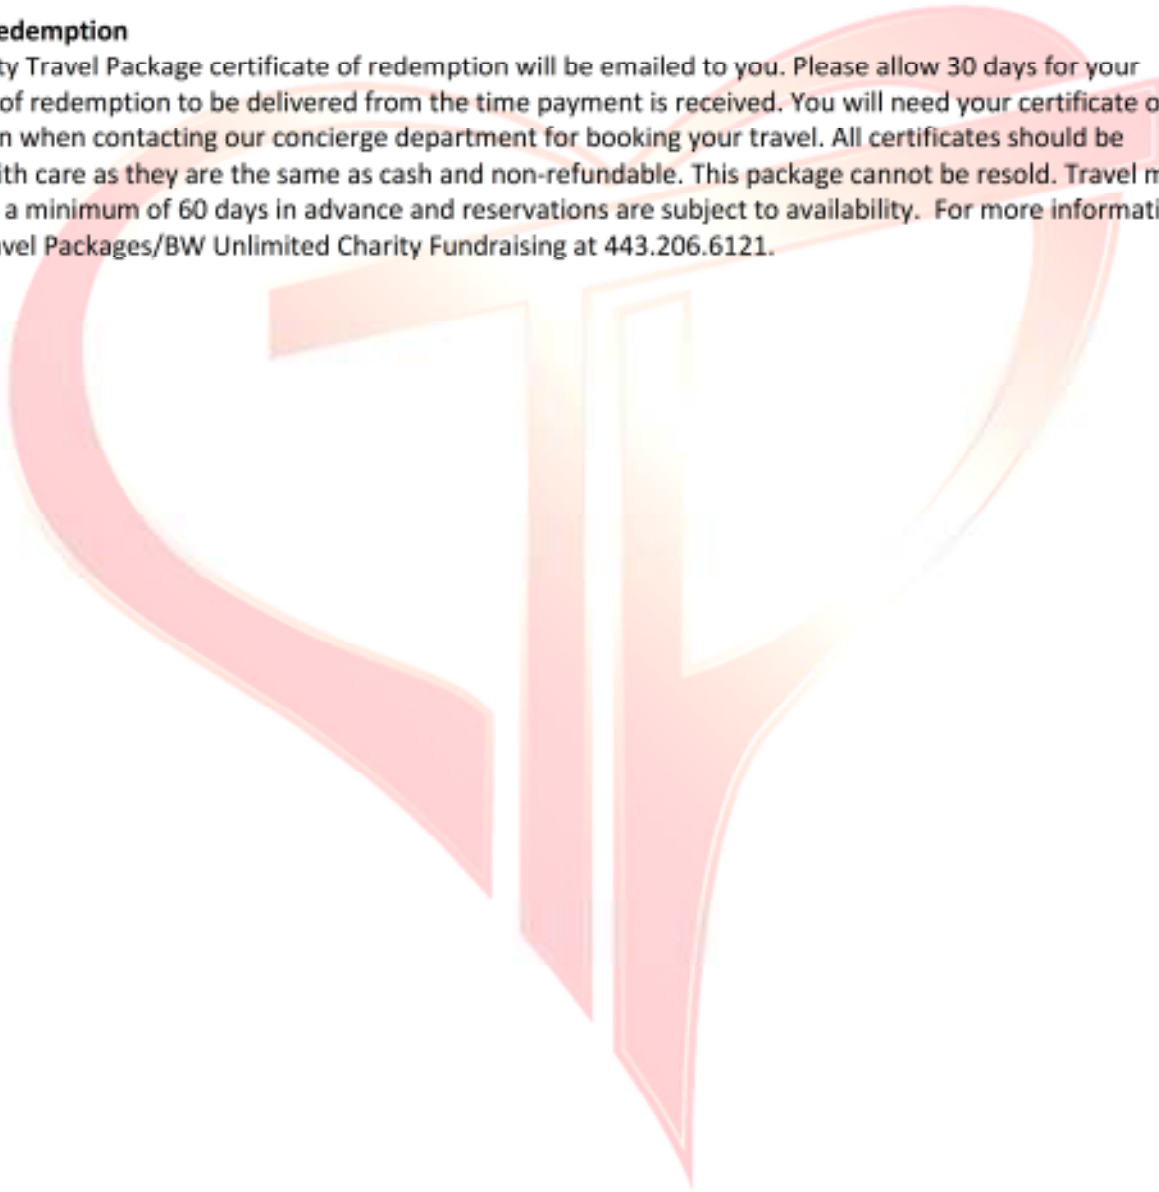 edemption
ty Travel Package certificate of redemption will be emailed to you. Please allow 30 days for your
of redemption to be delivered from the time payment is received. You will need your certificate o
n when contacting our concierge department for booking your travel. All certificates should be
ith care as they are the same as cash and non-refundable. This package cannot be resold. Travel m
a minimum of 60 days in advance and reservations are subject to availability. For more informati
vel Packages/BW Unlimited Charity Fundraising at 443.206.6121.